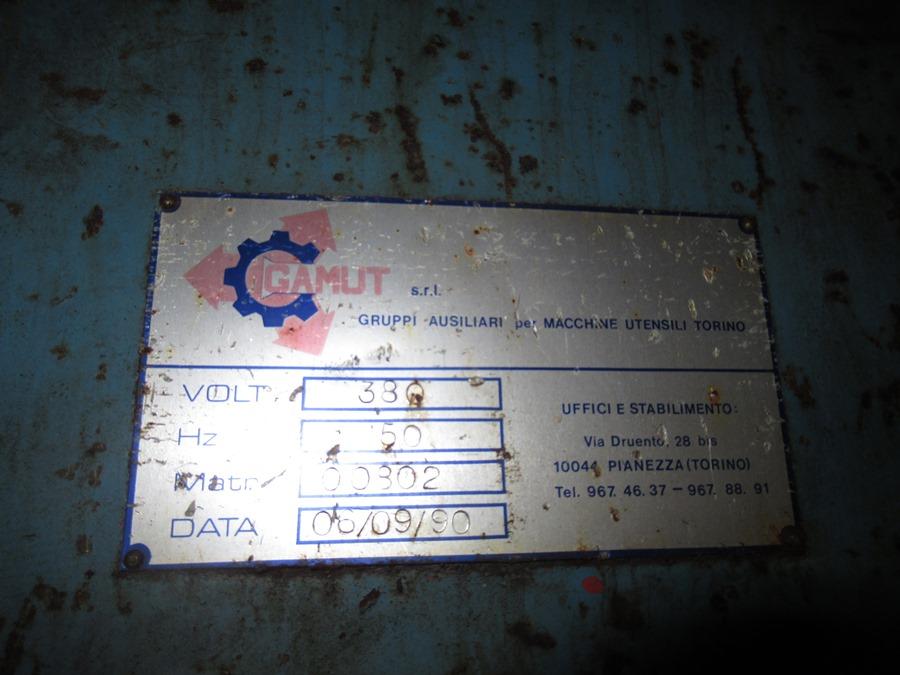 GAMUT s.r.l.
GRUPPI AUSILIARI per MACCHINE UTENSILI TORINO
VOLT 380
Hz 50
Matr. 00802
DATA 06/09/90
UFFICI E STABILIMENTO:
Via Druento, 28 bis
10044 PIANEZZA (TORINO)
Tel. 967. 46. 37 - 967. 88. 91